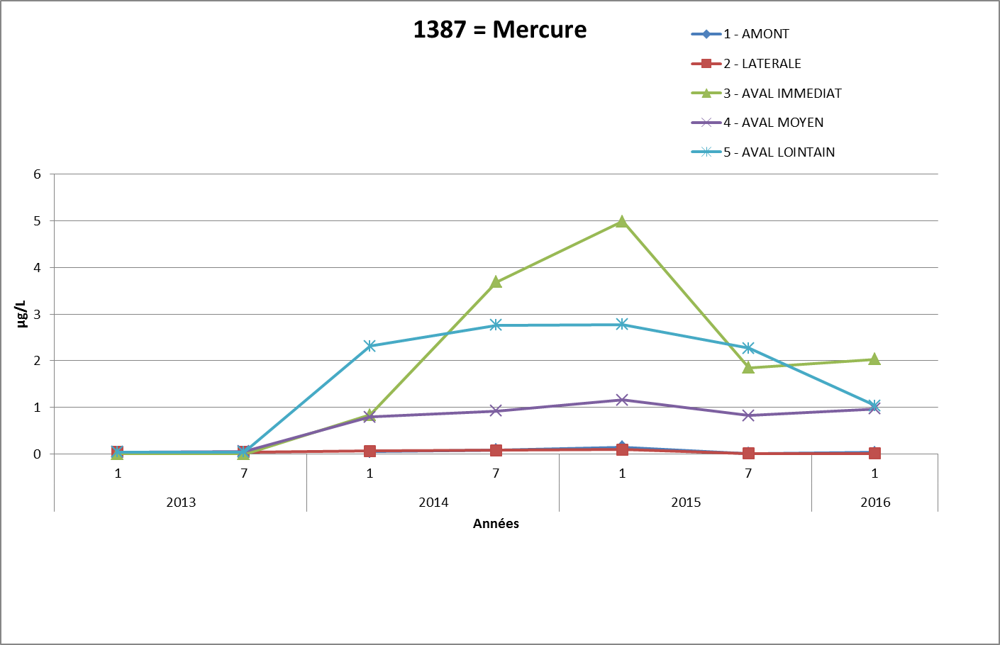 1387 = Mercure
1 - AMONT
2 - LATERALE
3 - AVAL IMMEDIAT
4 - AVAL MOYEN
5 - AVAL LOINTAIN
6
5
4
3
2
1
0
µg/L
1 7 1 7 1 7 1
2013 2014 2015 2016
Années